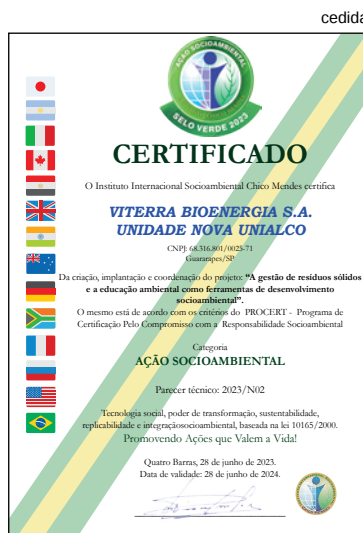 cedida
AÇÃO SOCIOAMBIENTAL
SELO VERDE 2023
CERTIFICADO
O Instituto Internacional Socioambiental Chico Mendes certifica
VITERRA BIOENERGIA S.A.
UNIDADE NOVA UNIALCO
CNPJ: 68.316.801/0025-71
Guararapes/SP
Da criação, implantação e coordenação do projeto: "A gestão de resíduos sólidos
e a educação ambiental como ferramentas de desenvolvimento
socioambiental".
O mesmo está de acordo com os critérios do PROCERT - Programa de
Certificação Pelo Compromisso com a Responsabilidade Socioambiental
Categoria
AÇÃO SOCIOAMBIENTAL
Parecer técnico: 2023/N02
Tecnologia social, poder de transformação, sustentabilidade,
replicabilidade e integraçãosocioambiental, baseada na lei 10165/2000.
Promovendo Ações que Valem a Vida!
Quatro Barras, 28 de junho de 2023.
Data de validade: 28 de junho de 2024.